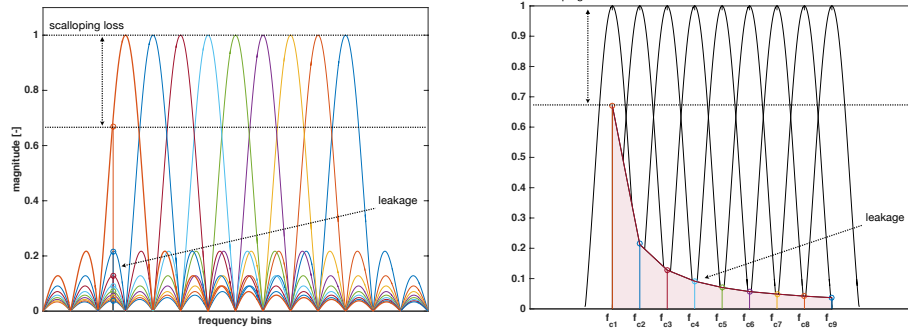 scalloping loss
1
0.8
0.6
0.4
0.2
0
magnitude [-]
leakage
frequency bins
1
0.9
0.8
0.7
0.6
0.5
0.4
0.3
0.2
0.1
0
leakage
f c1 f c2 f c3 f c4 f c5 f c6 f c7 f c8 f c9